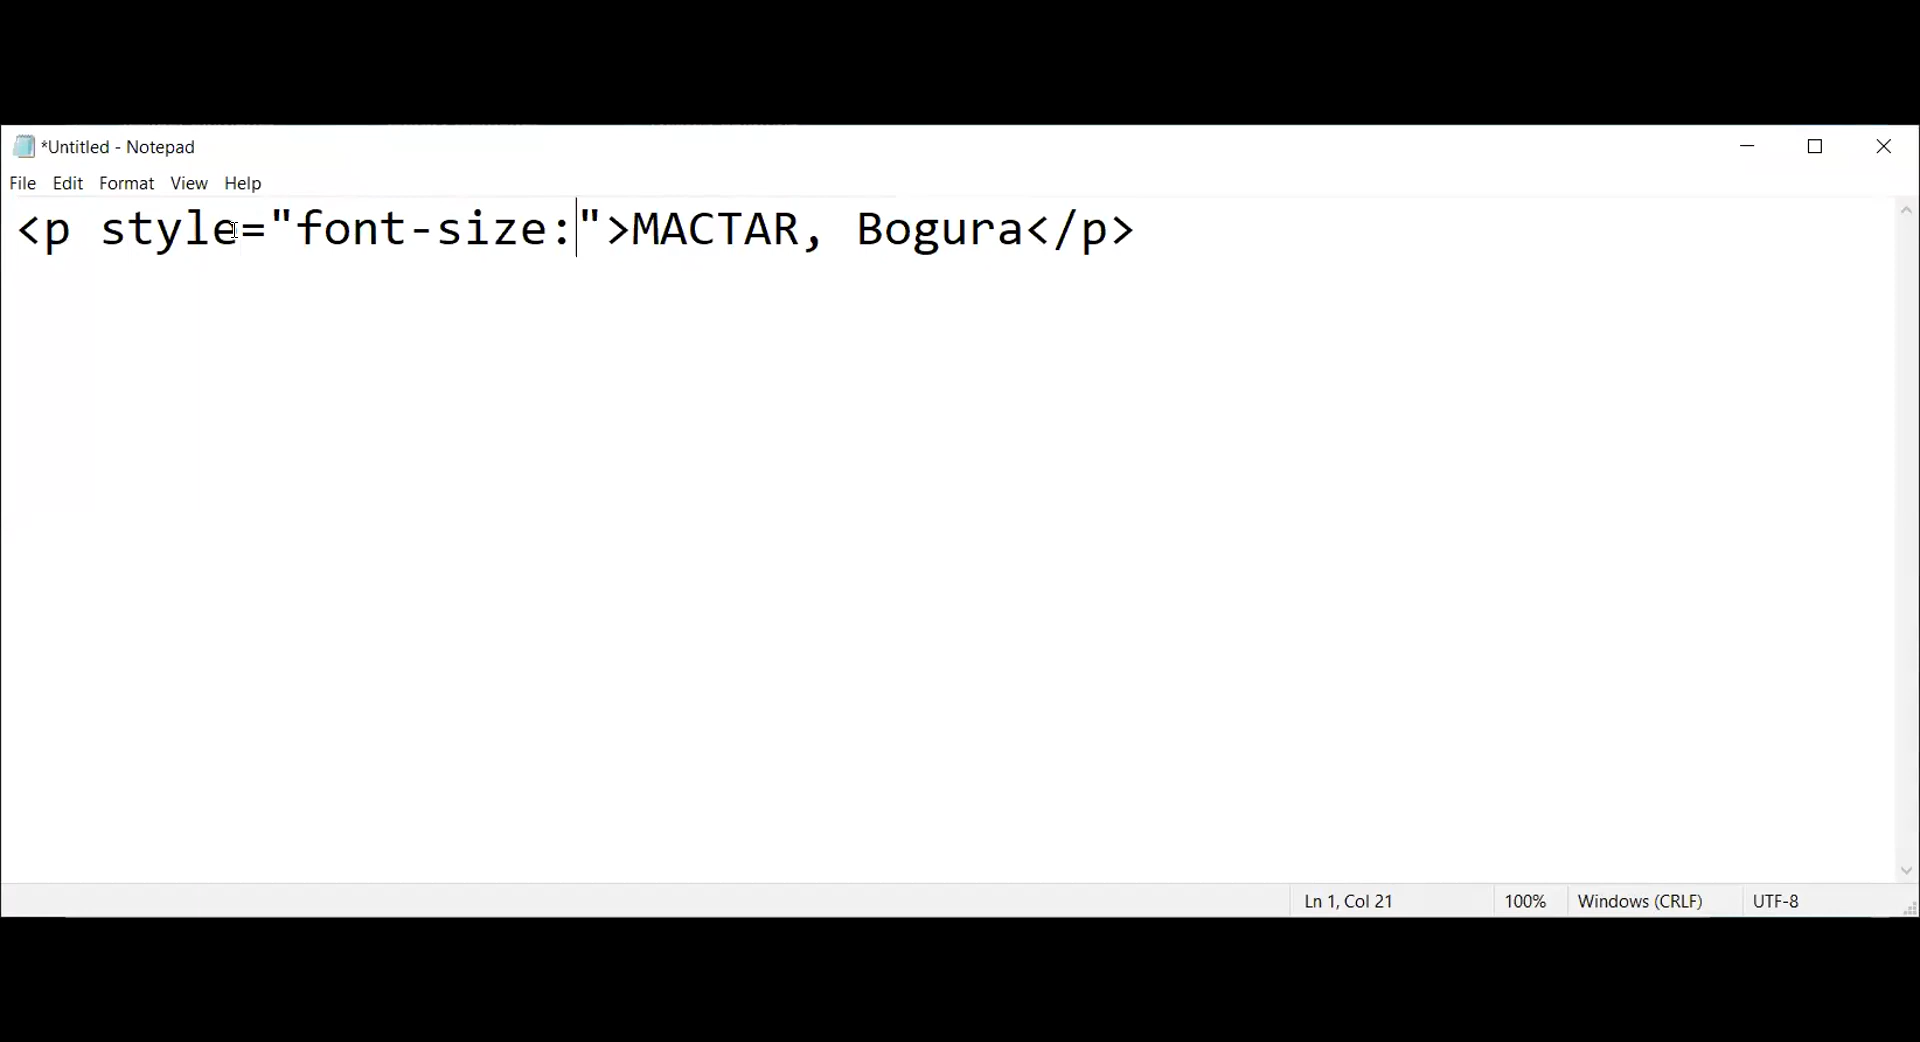 *Untitled - Notepad
File Edit Format View Help
<p style="font-size:">MACTAR, Bogura</p>
Ln 1, Col 21 100% Windows (CRLF) UTF-8